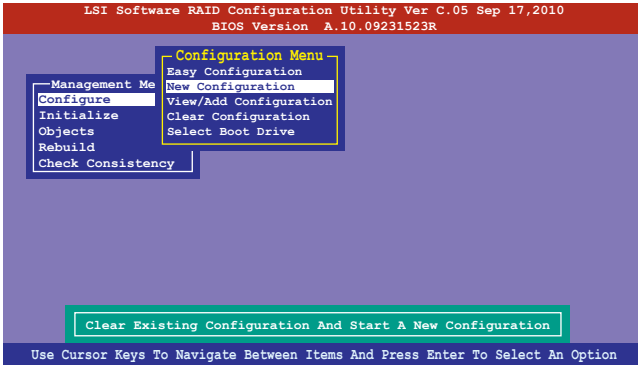 LSI Software RAID Configuration Utility Ver C.05 Sep 17,2010
BIOS Version A.10.09231523R
Configuration Menu
Easy Configuration
New Configuration
View/Add Configuration
Clear Configuration
Select Boot Drive
Management Me
Configure
Initialize
Objects
Rebuild
Check Consistency
Clear Existing Configuration And Start A New Configuration
Use Cursor Keys To Navigate Between Items And Press Enter To Select An Option